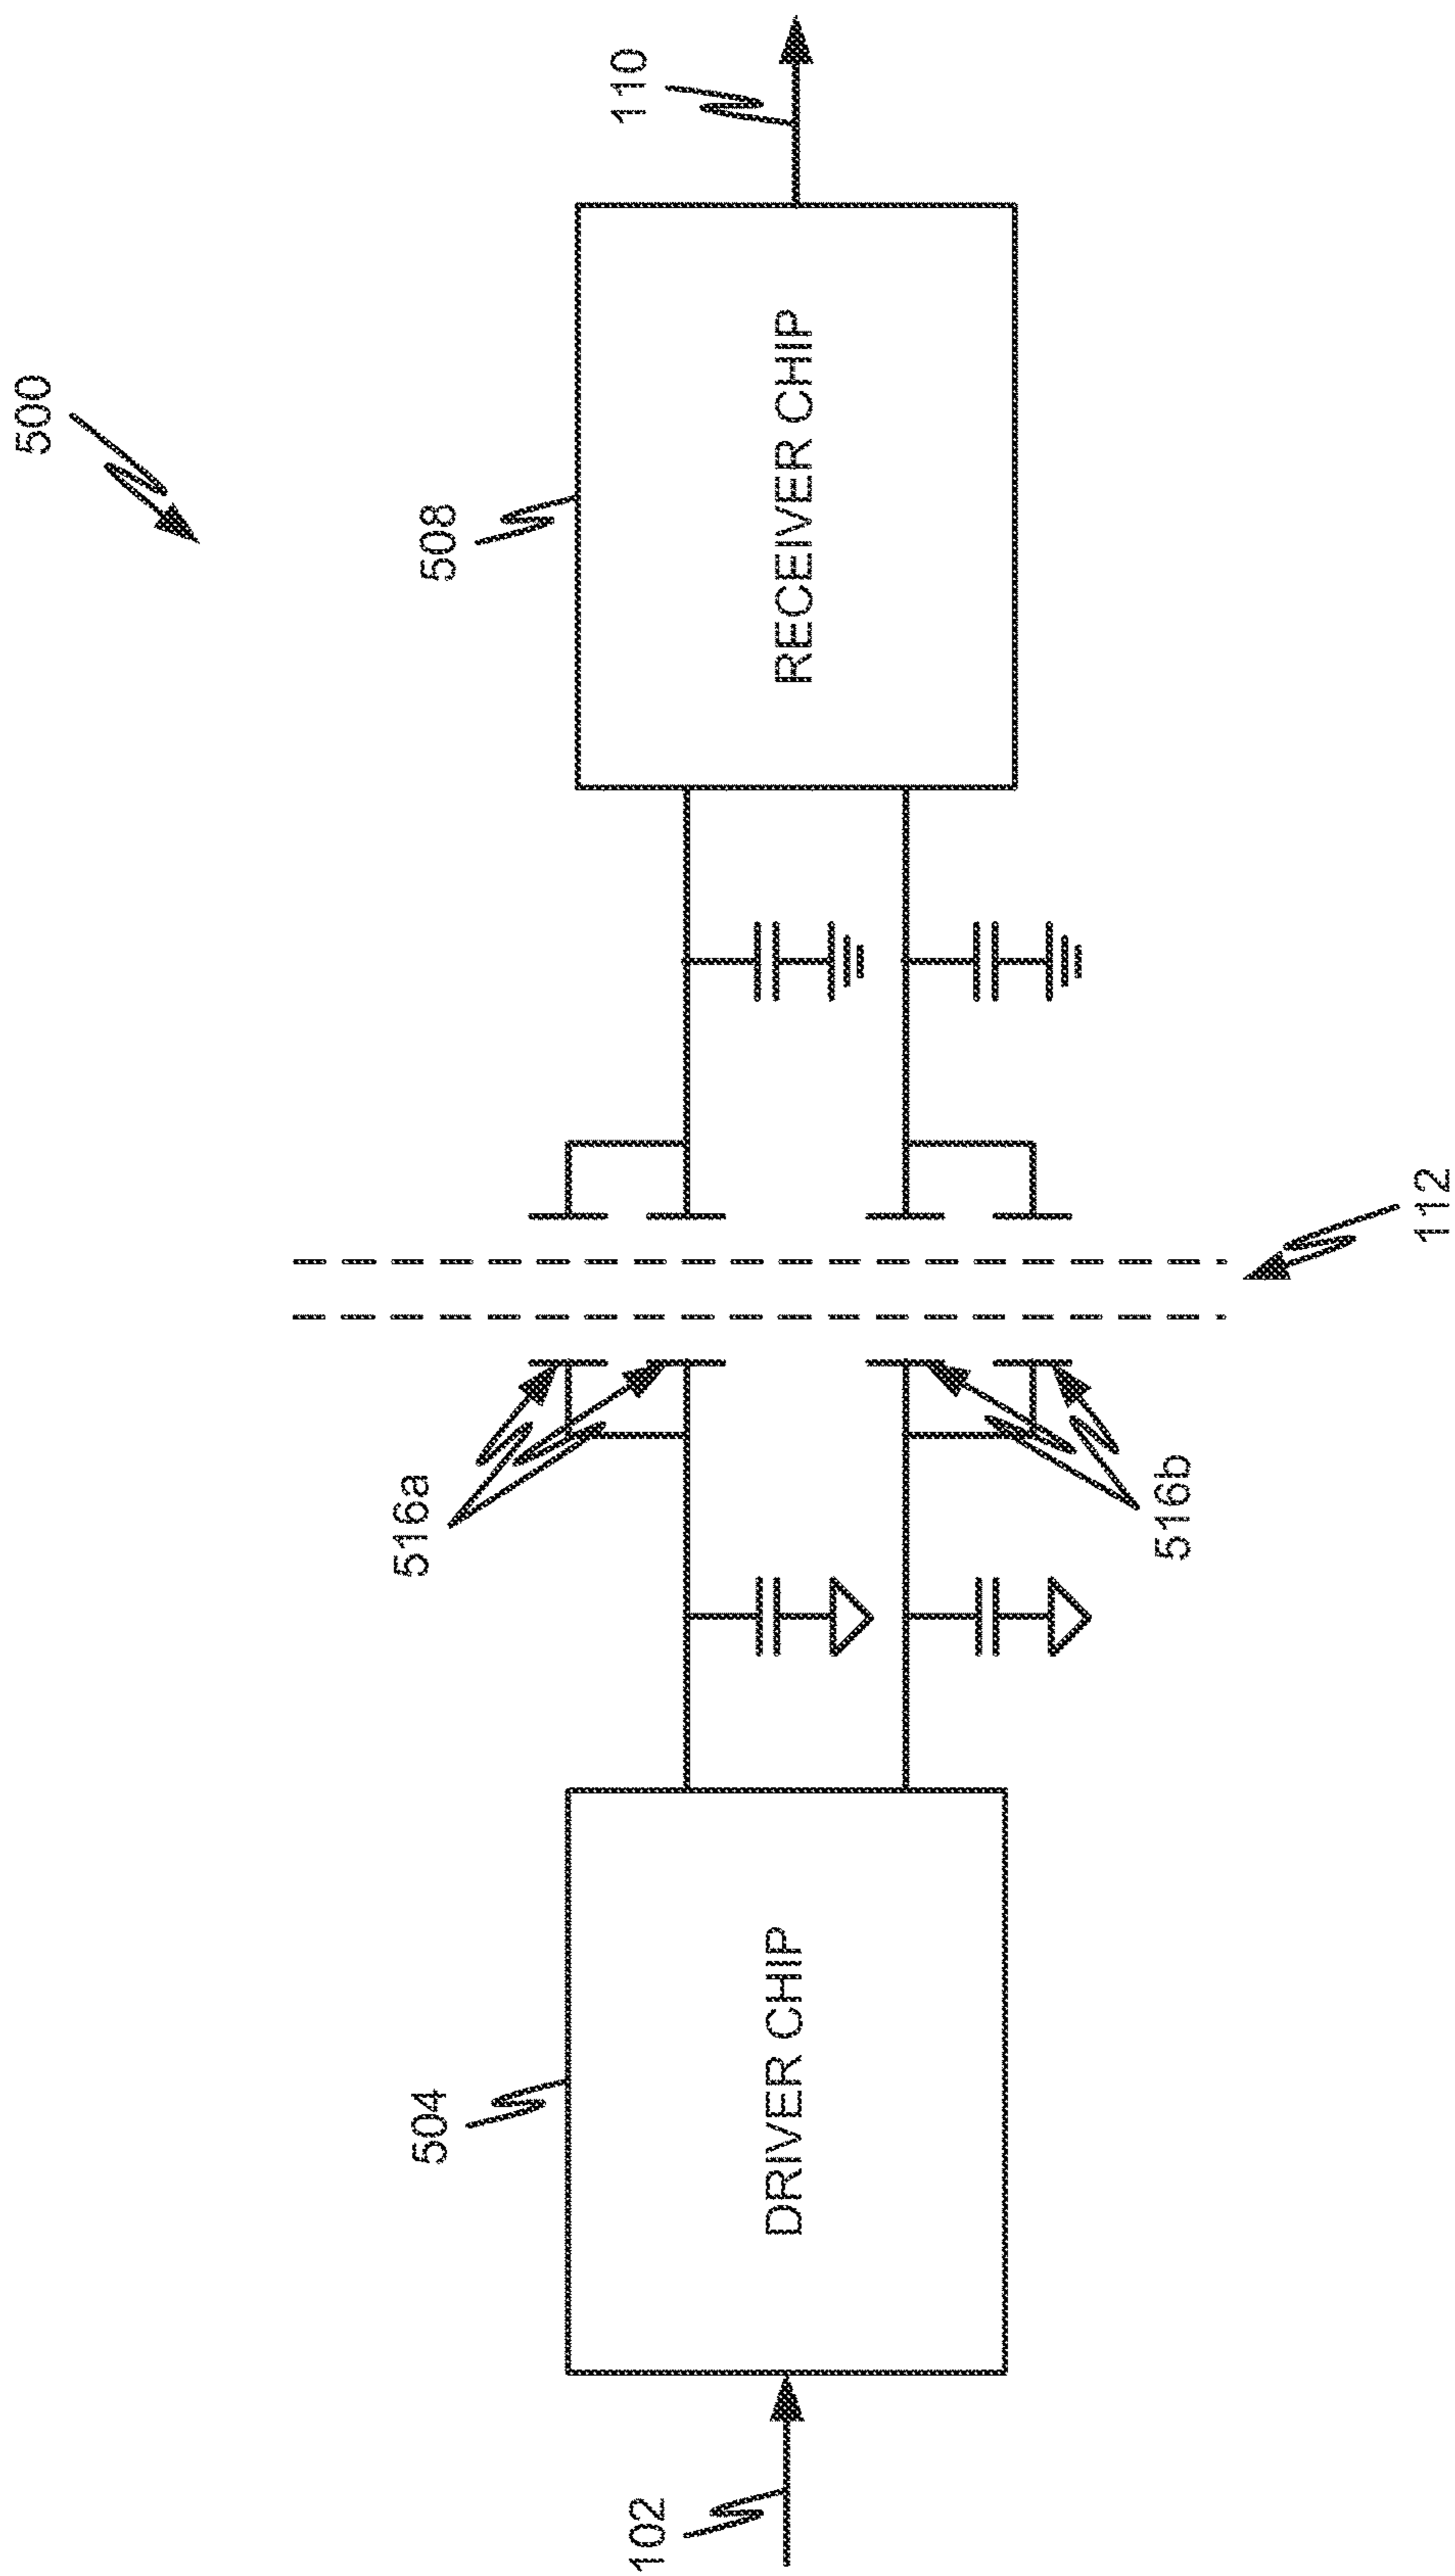 500
110
508
RECEIVER CHIP
112
516a
516b
504
DRIVER CHIP
102